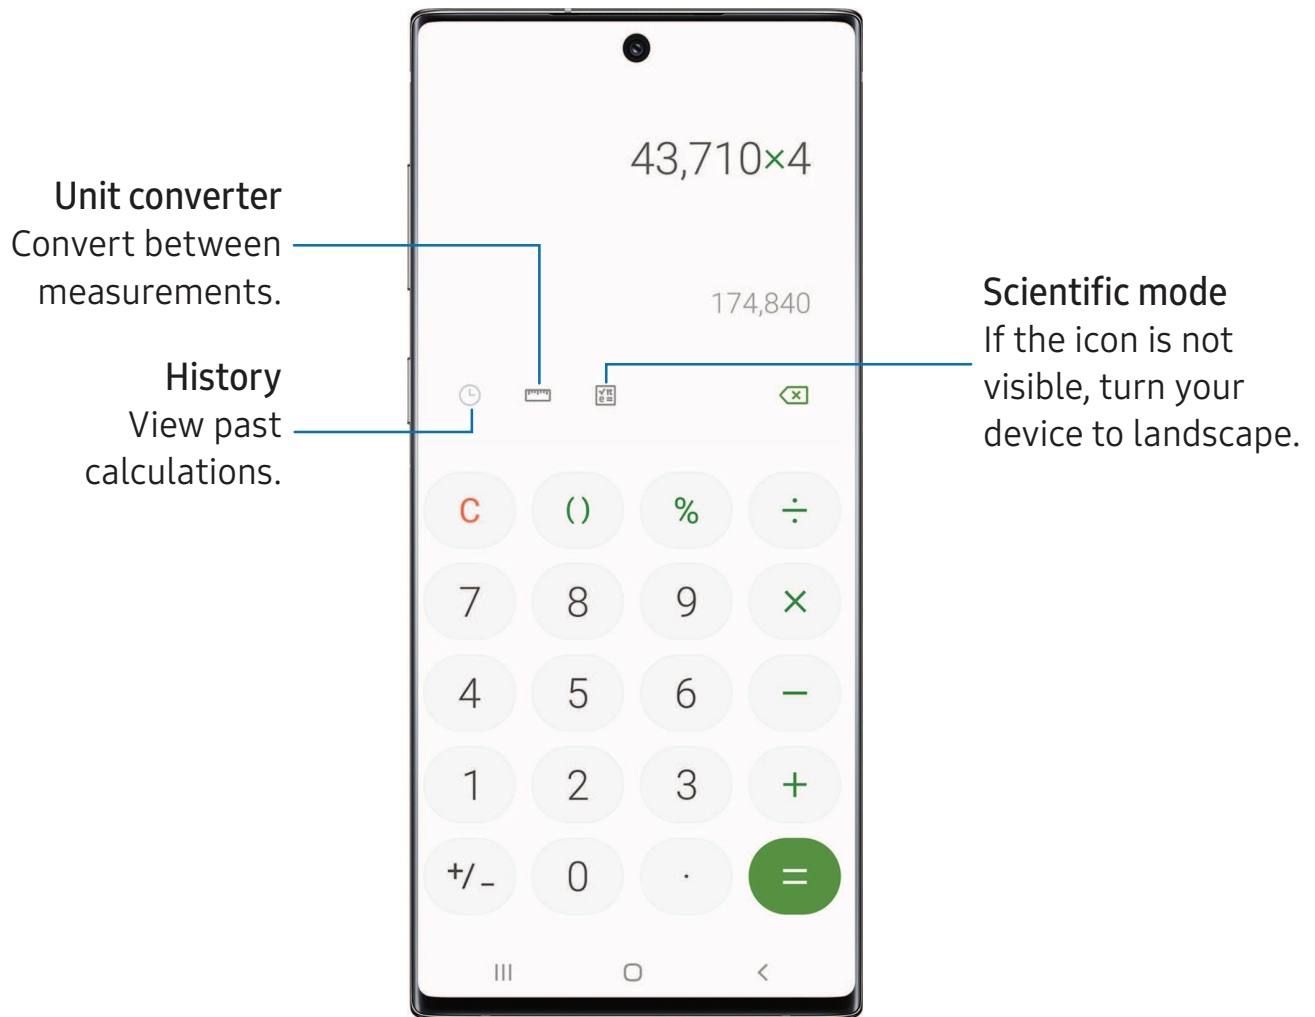 43,710×4
Unit converter
Convert between
measurements.
174,840
Scientific mode
If the icon is not
visible, turn your
device to landscape.
History
View past
calculations.
√π
e =
C ( ) % ÷
7 8 9 ×
4 5 6 −
1 2 3 +
+/− 0 . =